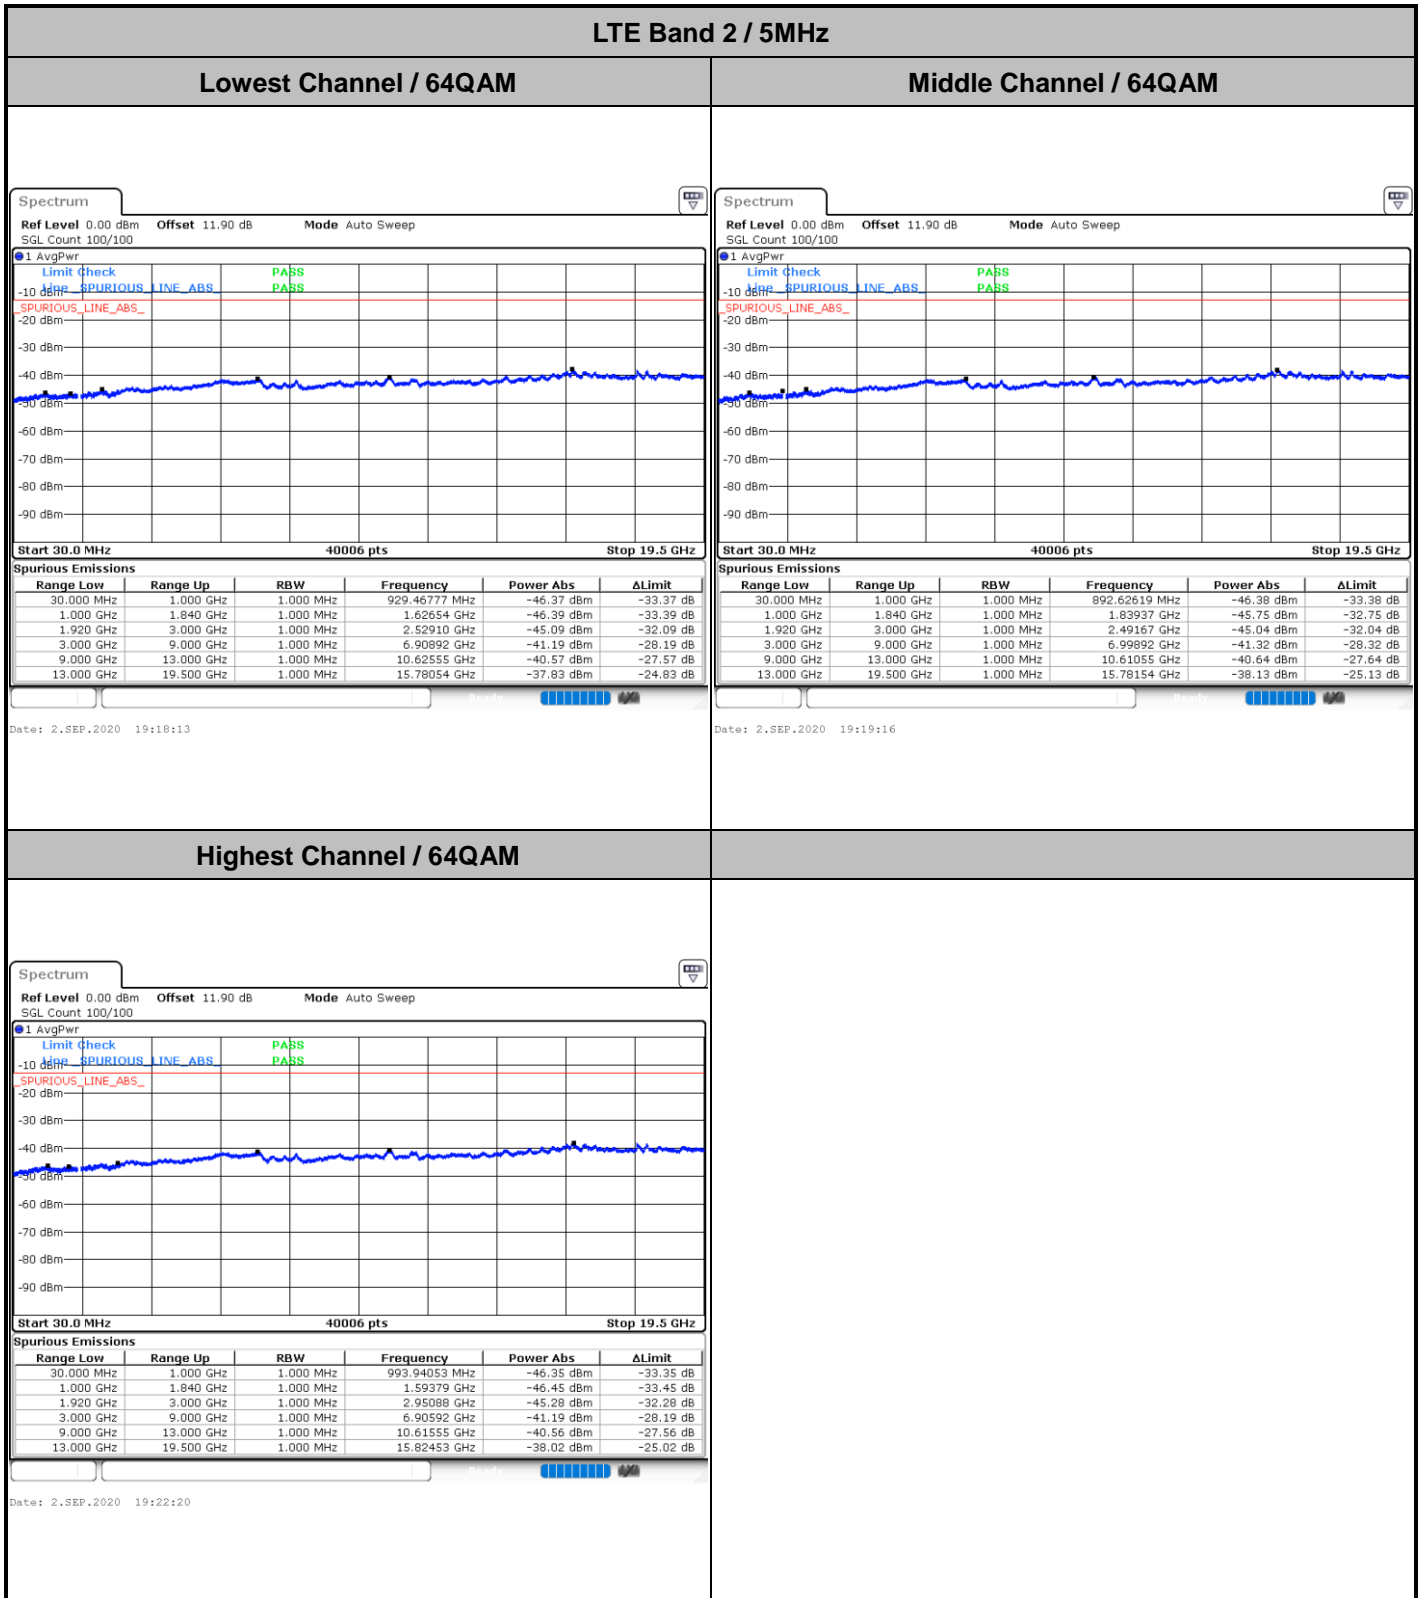 LTE Band 2 / 5MHz
Lowest Channel / 64QAM
Middle Channel / 64QAM
Spectrum
Ref Level 0.00 dBm Offset 11.90 dB Mode Auto Sweep
SGL Count 100/100
1 AvgPwr
Limit Check PASS
Line _SPURIOUS_LINE_ABS_ PASS
-10 dBm
_SPURIOUS_LINE_ABS_
-20 dBm
-30 dBm
-40 dBm
-50 dBm
-60 dBm
-70 dBm
-80 dBm
-90 dBm
Start 30.0 MHz 40006 pts Stop 19.5 GHz
Spurious Emissions
Range Low Range Up RBW Frequency Power Abs ΔLimit
30.000 MHz 1.000 GHz 1.000 MHz 929.46777 MHz -46.37 dBm -33.37 dB
1.000 GHz 1.840 GHz 1.000 MHz 1.62654 GHz -46.39 dBm -33.39 dB
1.920 GHz 3.000 GHz 1.000 MHz 2.52910 GHz -45.09 dBm -32.09 dB
3.000 GHz 9.000 GHz 1.000 MHz 6.90892 GHz -41.19 dBm -28.19 dB
9.000 GHz 13.000 GHz 1.000 MHz 10.62555 GHz -40.57 dBm -27.57 dB
13.000 GHz 19.500 GHz 1.000 MHz 15.78054 GHz -37.83 dBm -24.83 dB
Ready
Date: 2.SEP.2020 19:18:13
Spectrum
Ref Level 0.00 dBm Offset 11.90 dB Mode Auto Sweep
SGL Count 100/100
1 AvgPwr
Limit Check PASS
Line _SPURIOUS_LINE_ABS_ PASS
-10 dBm
_SPURIOUS_LINE_ABS_
-20 dBm
-30 dBm
-40 dBm
-50 dBm
-60 dBm
-70 dBm
-80 dBm
-90 dBm
Start 30.0 MHz 40006 pts Stop 19.5 GHz
Spurious Emissions
Range Low Range Up RBW Frequency Power Abs ΔLimit
30.000 MHz 1.000 GHz 1.000 MHz 892.62619 MHz -46.38 dBm -33.38 dB
1.000 GHz 1.840 GHz 1.000 MHz 1.83937 GHz -45.75 dBm -32.75 dB
1.920 GHz 3.000 GHz 1.000 MHz 2.49167 GHz -45.04 dBm -32.04 dB
3.000 GHz 9.000 GHz 1.000 MHz 6.99892 GHz -41.32 dBm -28.32 dB
9.000 GHz 13.000 GHz 1.000 MHz 10.61055 GHz -40.64 dBm -27.64 dB
13.000 GHz 19.500 GHz 1.000 MHz 15.78154 GHz -38.13 dBm -25.13 dB
Ready
Date: 2.SEP.2020 19:19:16
Highest Channel / 64QAM
Spectrum
Ref Level 0.00 dBm Offset 11.90 dB Mode Auto Sweep
SGL Count 100/100
1 AvgPwr
Limit Check PASS
Line _SPURIOUS_LINE_ABS_ PASS
-10 dBm
_SPURIOUS_LINE_ABS_
-20 dBm
-30 dBm
-40 dBm
-50 dBm
-60 dBm
-70 dBm
-80 dBm
-90 dBm
Start 30.0 MHz 40006 pts Stop 19.5 GHz
Spurious Emissions
Range Low Range Up RBW Frequency Power Abs ΔLimit
30.000 MHz 1.000 GHz 1.000 MHz 993.94053 MHz -46.35 dBm -33.35 dB
1.000 GHz 1.840 GHz 1.000 MHz 1.59379 GHz -46.45 dBm -33.45 dB
1.920 GHz 3.000 GHz 1.000 MHz 2.95088 GHz -45.28 dBm -32.28 dB
3.000 GHz 9.000 GHz 1.000 MHz 6.90592 GHz -41.19 dBm -28.19 dB
9.000 GHz 13.000 GHz 1.000 MHz 10.61555 GHz -40.56 dBm -27.56 dB
13.000 GHz 19.500 GHz 1.000 MHz 15.82453 GHz -38.02 dBm -25.02 dB
Ready
Date: 2.SEP.2020 19:22:20